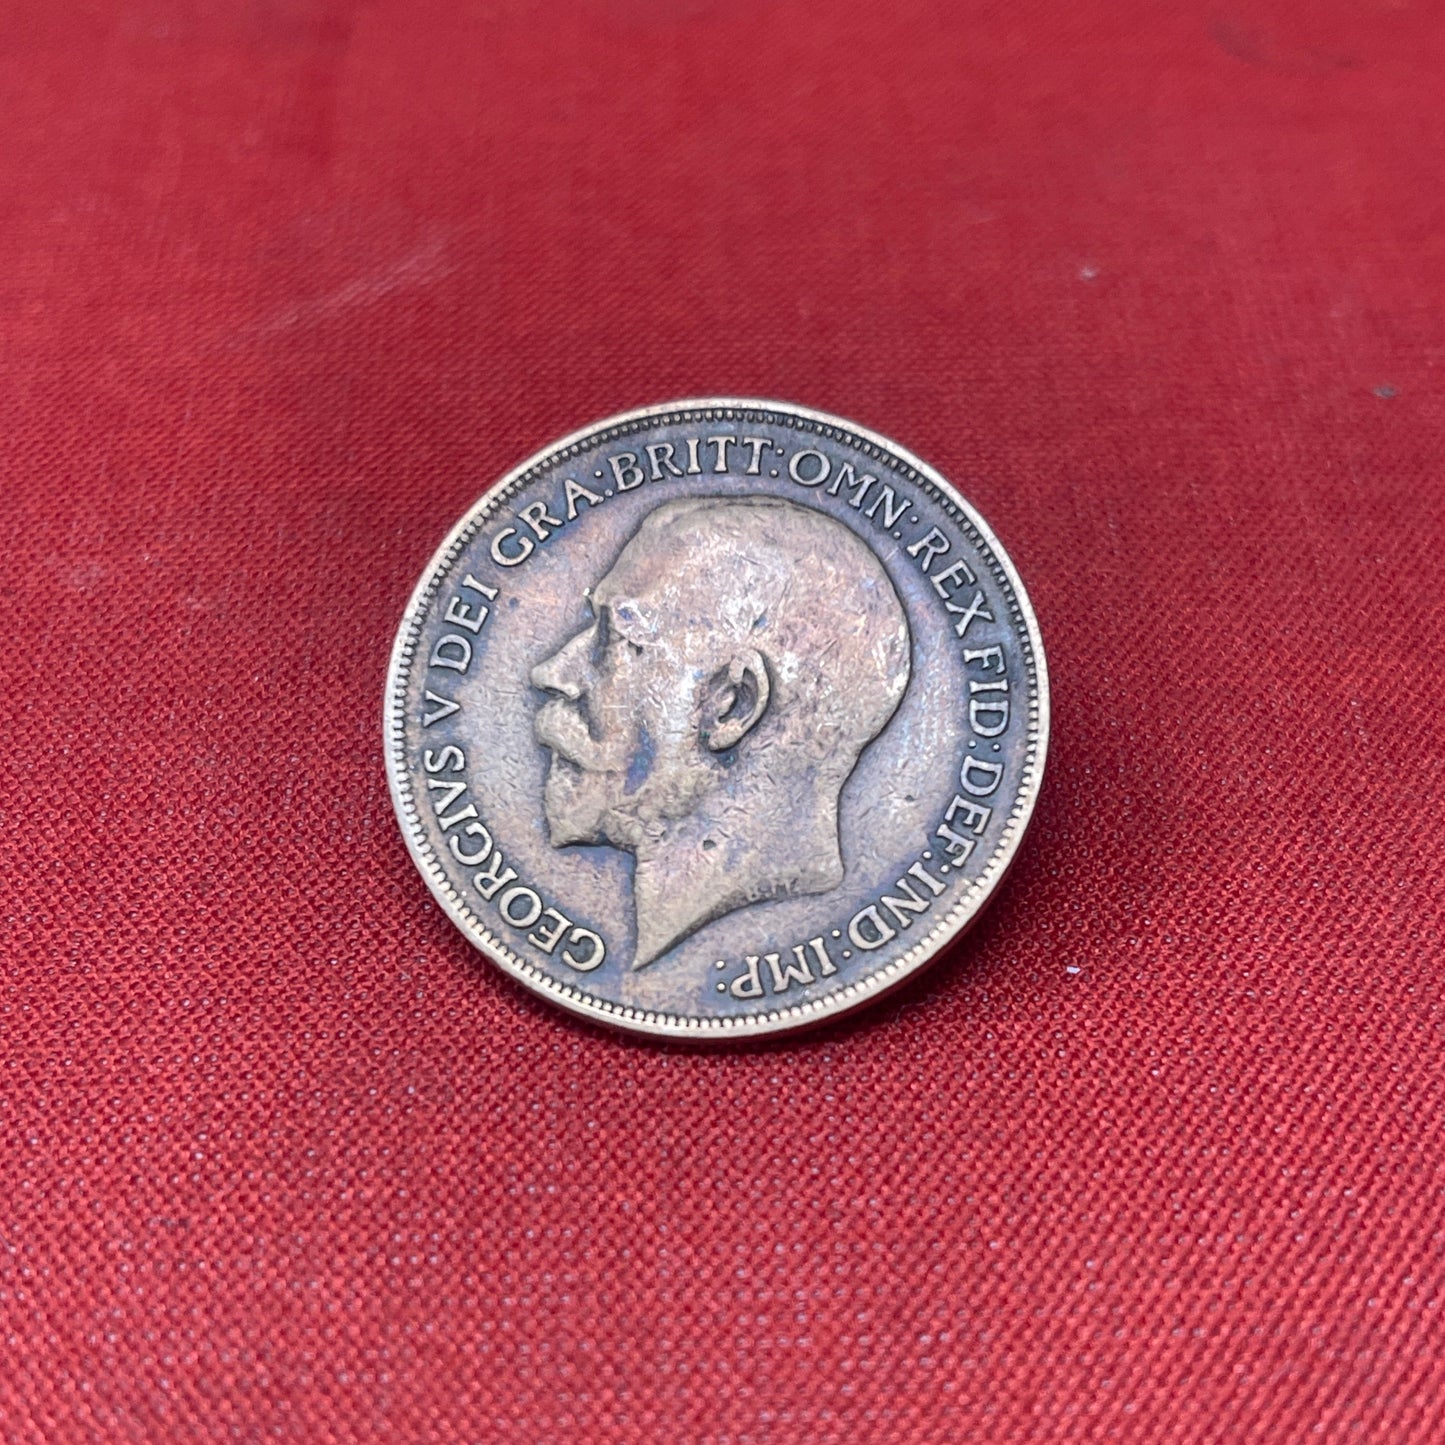 GEORGIVS V DEI GRA:BRITT:OMN:REX FID:DEF:IND:IMP:
B.M.